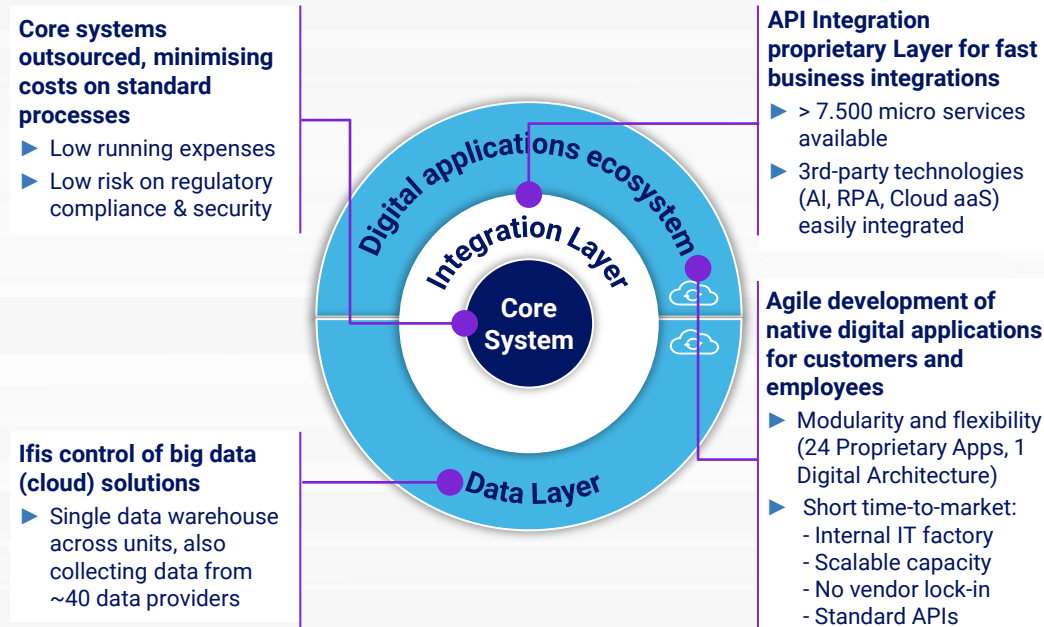 Core systems
outsourced, minimising
costs on standard
processes
► Low running expenses
► Low risk on regulatory
compliance & security
API Integration
proprietary Layer for fast
business integrations
► > 7.500 micro services
available
► 3rd-party technologies
(AI, RPA, Cloud aaS)
easily integrated
Digital applications ecosystem
Integration Layer
Core
System
Data Layer
Ifis control of big data
(cloud) solutions
► Single data warehouse
across units, also
collecting data from
~40 data providers
Agile development of
native digital applications
for customers and
employees
► Modularity and flexibility
(24 Proprietary Apps, 1
Digital Architecture)
► Short time-to-market:
- Internal IT factory
- Scalable capacity
- No vendor lock-in
- Standard APIs